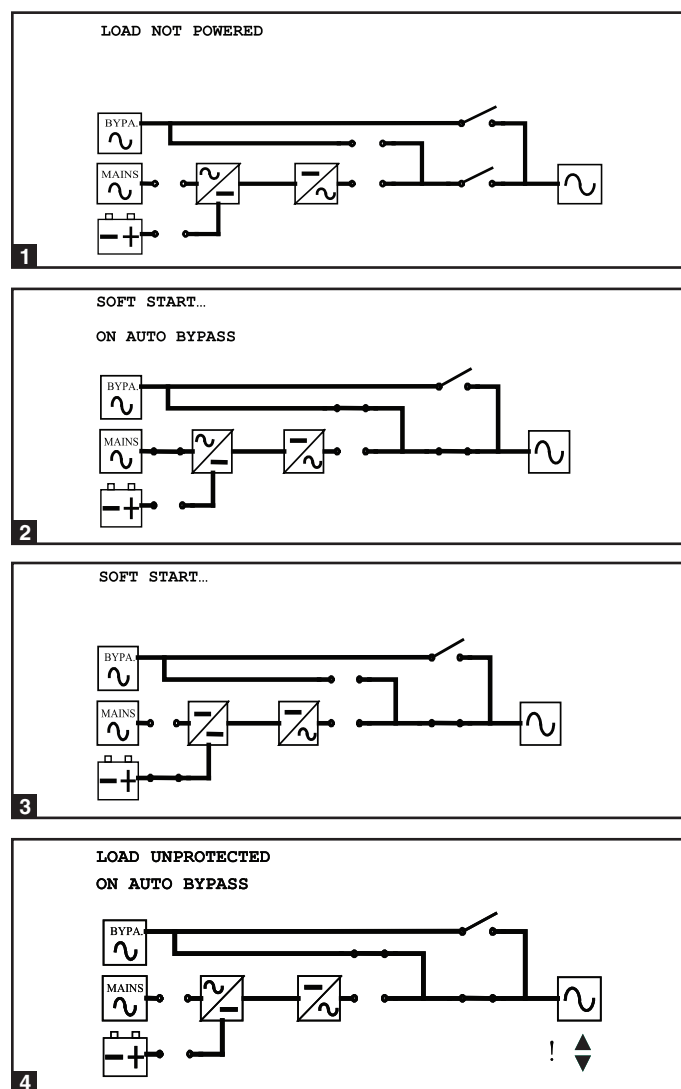 LOAD NOT POWERED
BYPA.
MAINS
1
SOFT START…
ON AUTO BYPASS
BYPA.
MAINS
2
SOFT START…
BYPA.
MAINS
3
LOAD UNPROTECTED
ON AUTO BYPASS
BYPA.
MAINS
!
4